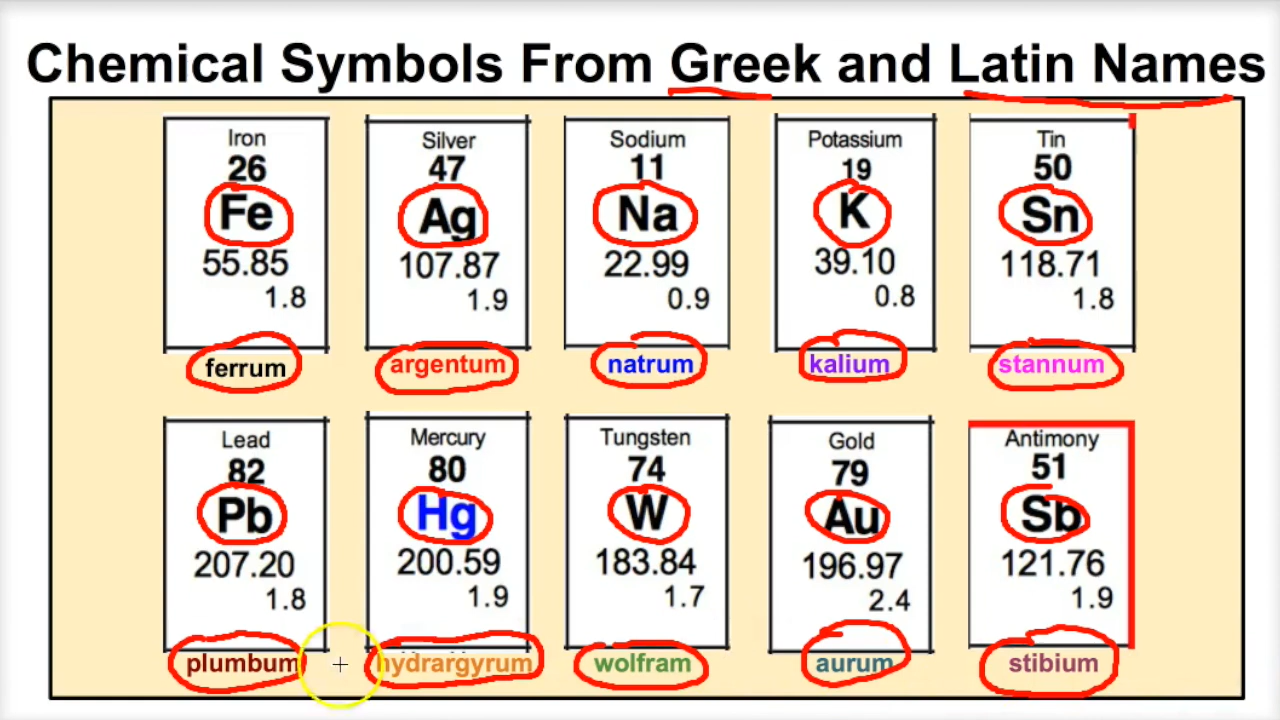 Chemical Symbols From Greek and Latin Names
Iron
26
Fe
55.85
1.8
ferrum
Silver
47
Ag
107.87
1.9
argentum
Sodium
11
Na
22.99
0.9
natrum
Potassium
19
K
39.10
0.8
kalium
Tin
50
Sn
118.71
1.8
stannum
Lead
82
Pb
207.20
1.8
plumbum
Mercury
80
Hg
200.59
1.9
hydrargyrum
Tungsten
74
W
183.84
1.7
wolfram
Gold
79
Au
196.97
2.4
aurum
Antimony
51
Sb
121.76
1.9
stibium